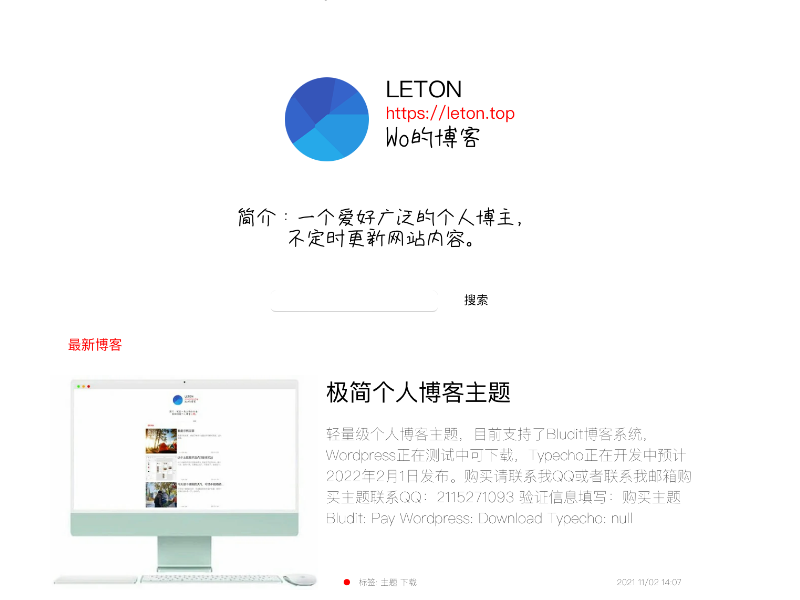 LETON
https://leton.top
Wo的博客
简介：一个爱好广泛的个人博主，
不定时更新网站内容。
搜索
最新博客
极简个人博客主题
轻量级个人博客主题，目前支持了Bludit博客系统，
Wordpress正在测试中可下载，Typecho正在开发中预计
2022年2月1日发布。购买请联系我QQ或者联系我邮箱购
买主题联系QQ：2115271093 验证信息填写：购买主题
Bludit: Pay Wordpress: Download Typecho: null
标签: 主题 下载
2021 11/02 14:07